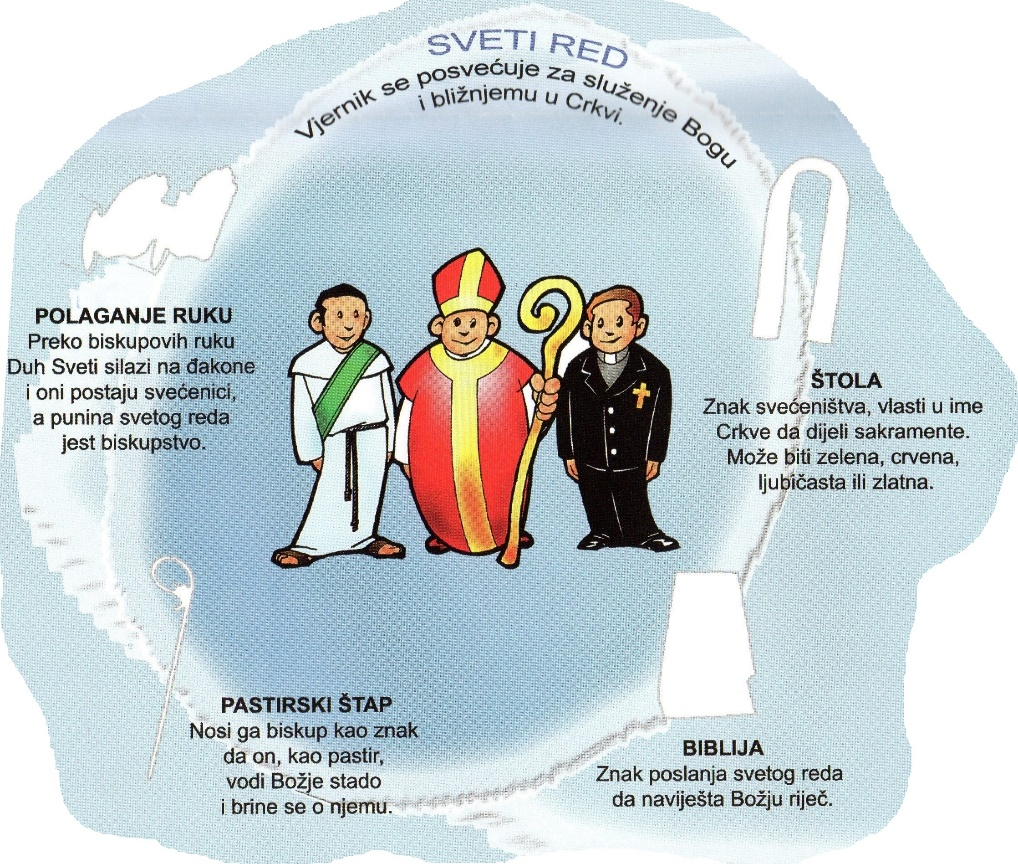 SVETI RED
Vjernik se posvećuje za služenje Bogu
i bližnjemu u Crkvi.
POLAGANJE RUKU
Preko biskupovih ruku
Duh Sveti silazi na đakone
i oni postaju svećenici,
a punina svetog reda
jest biskupstvo.
ŠTOLA
Znak svećeništva, vlasti u ime
Crkve da dijeli sakramente.
Može biti zelena, crvena,
ljubičasta ili zlatna.
PASTIRSKI ŠTAP
Nosi ga biskup kao znak
da on, kao pastir,
vodi Božje stado
i brine se o njemu.
BIBLIJA
Znak poslanja svetog reda
da naviješta Božju riječ.